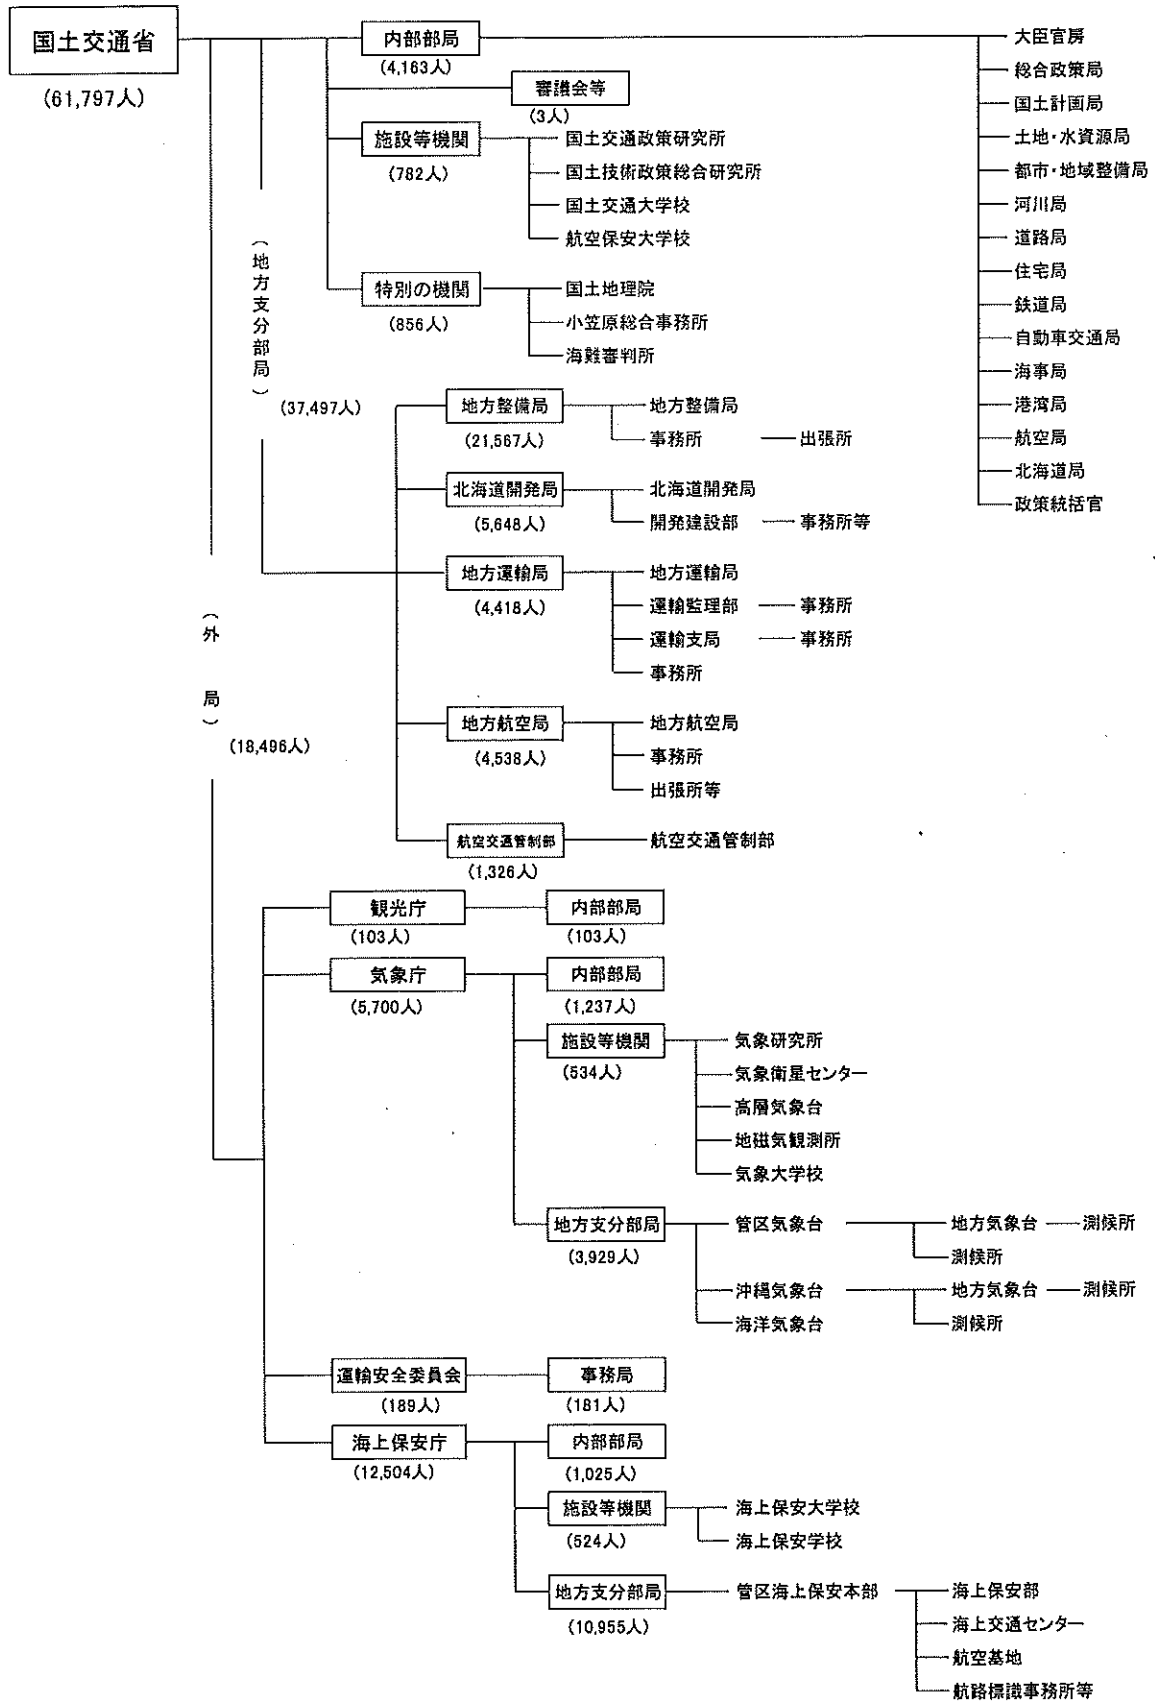 国土交通省
(61,797人)
内部部局
(4,163人)
大臣官房
総合政策局
国土計画局
土地・水資源局
都市・地域整備局
河川局
道路局
住宅局
鉄道局
自動車交通局
海事局
港湾局
航空局
北海道局
政策統括官
審議会等
(3人)
施設等機関
(782人)
国土交通政策研究所
国土技術政策総合研究所
国土交通大学校
航空保安大学校
特別の機関
(856人)
国土地理院
小笠原総合事務所
海難審判所
(地方支分部局)
(37,497人)
地方整備局
(21,567人)
地方整備局
事務所 出張所
北海道開発局
(5,648人)
北海道開発局
開発建設部 事務所等
地方運輸局
(4,418人)
地方運輸局
運輸監理部 事務所
運輸支局 事務所
事務所
地方航空局
(4,538人)
地方航空局
事務所
出張所等
航空交通管制部
(1,326人)
航空交通管制部
(外局)
(18,496人)
観光庁
(103人)
内部部局
(103人)
気象庁
(5,700人)
内部部局
(1,237人)
施設等機関
(534人)
気象研究所
気象衛星センター
高層気象台
地磁気観測所
気象大学校
地方支分部局
(3,929人)
管区気象台 地方気象台 測候所
測候所
沖縄気象台 地方気象台 測候所
測候所
海洋気象台
運輸安全委員会
(189人)
事務局
(181人)
海上保安庁
(12,504人)
内部部局
(1,025人)
施設等機関
(524人)
海上保安大学校
海上保安学校
地方支分部局
(10,955人)
管区海上保安本部
海上保安部
海上交通センター
航空基地
航路標識事務所等